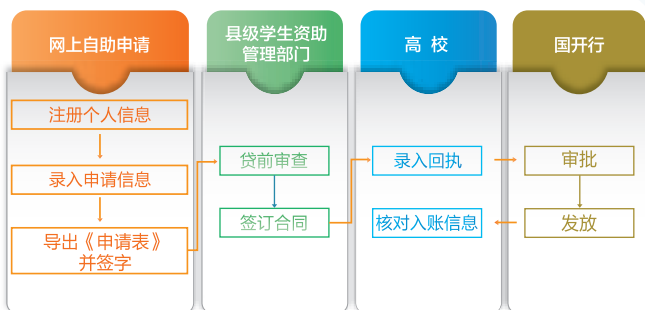 网上自助申请
注册个人信息
录入申请信息
导出《申请表》
并签字
县级学生资助
管理部门
贷前审查
签订合同
高 校
录入回执
核对入账信息
国开行
审批
发放